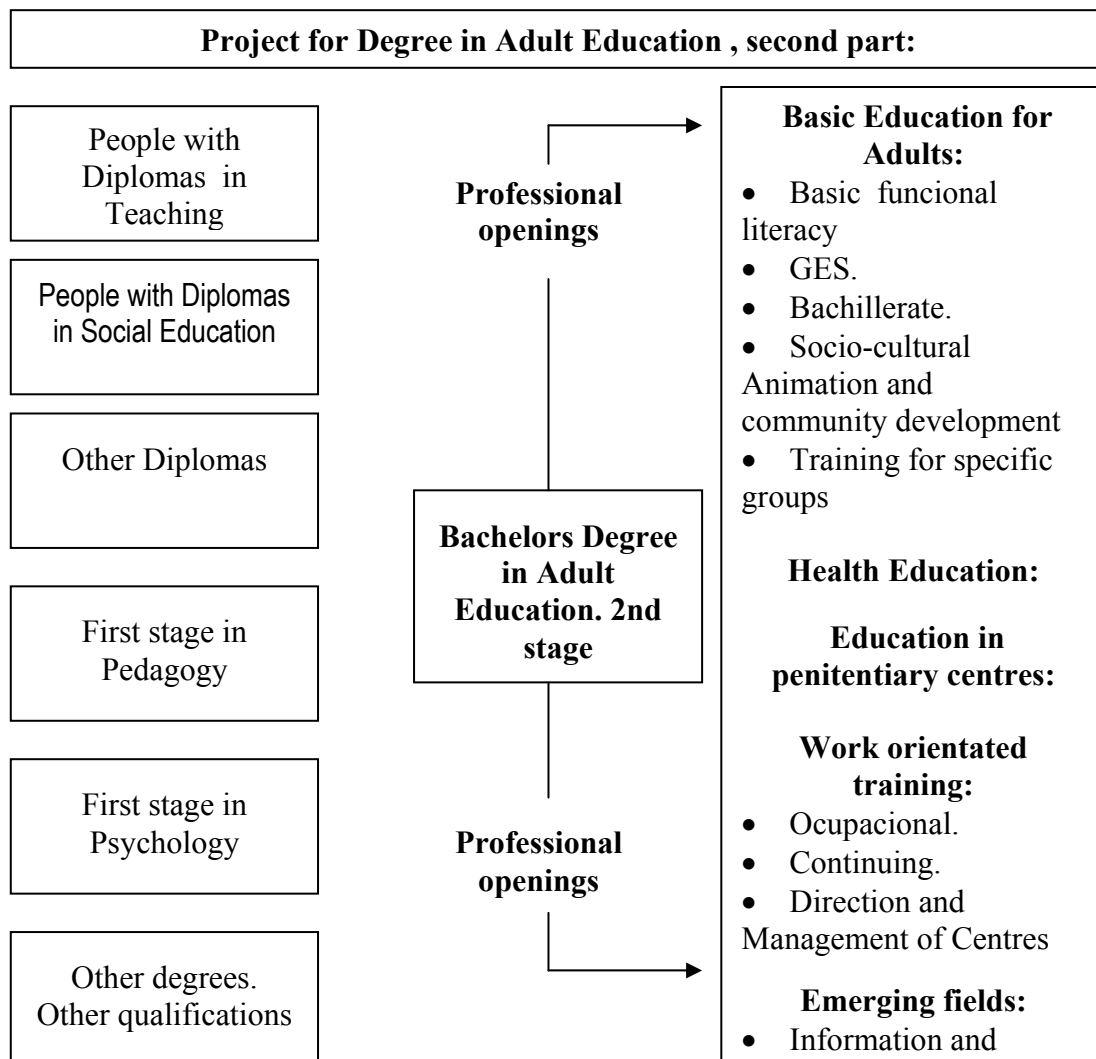 Project for Degree in Adult Education , second part:
People with
Diplomas in
Teaching
People with Diplomas
in Social Education
Other Diplomas
First stage in
Pedagogy
First stage in
Psychology
Other degrees.
Other qualifications
Professional
openings
Bachelors Degree
in Adult
Education. 2nd
stage
Professional
openings
Basic Education for
Adults:
• Basic funcional
literacy
• GES.
• Bachillerate.
• Socio-cultural
Animation and
community development
• Training for specific
groups
Health Education:
Education in
penitentiary centres:
Work orientated
training:
• Ocupacional.
• Continuing.
• Direction and
Management of Centres
Emerging fields:
• Information and